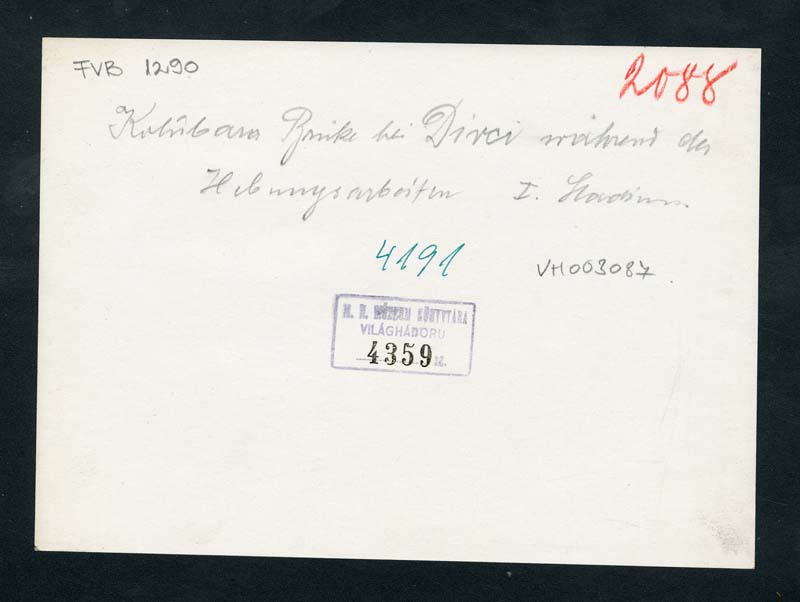 FVB 1290
2088
Kolubara Brücke bei Divci während der
Hebungsarbeiten I. Stadium
4191
VH003087
M. N. MÚZEUM KÖNYVTÁRA
VILÁGHÁBORU
4359 sz.